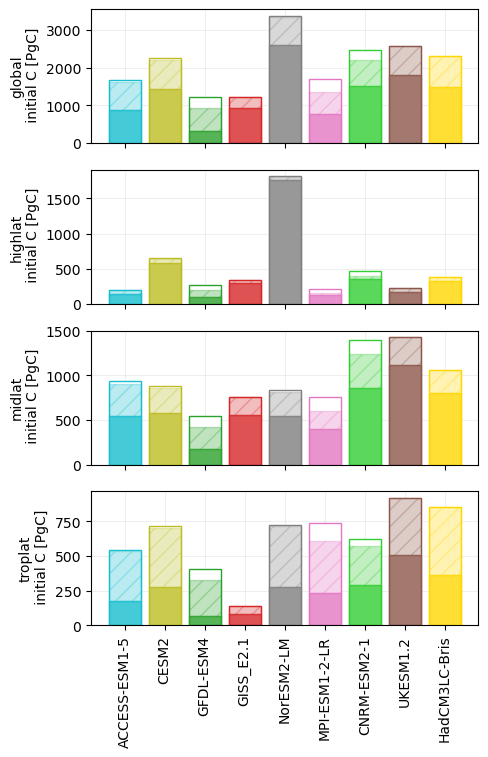 global
initial C [PgC]
3000
2000
1000
0
highlat
initial C [PgC]
1500
1000
500
0
midlat
initial C [PgC]
1500
1000
500
0
troplat
initial C [PgC]
750
500
250
0
ACCESS-ESM1-5
CESM2
GFDL-ESM4
GISS_E2.1
NorESM2-LM
MPI-ESM1-2-LR
CNRM-ESM2-1
UKESM1.2
HadCM3LC-Bris